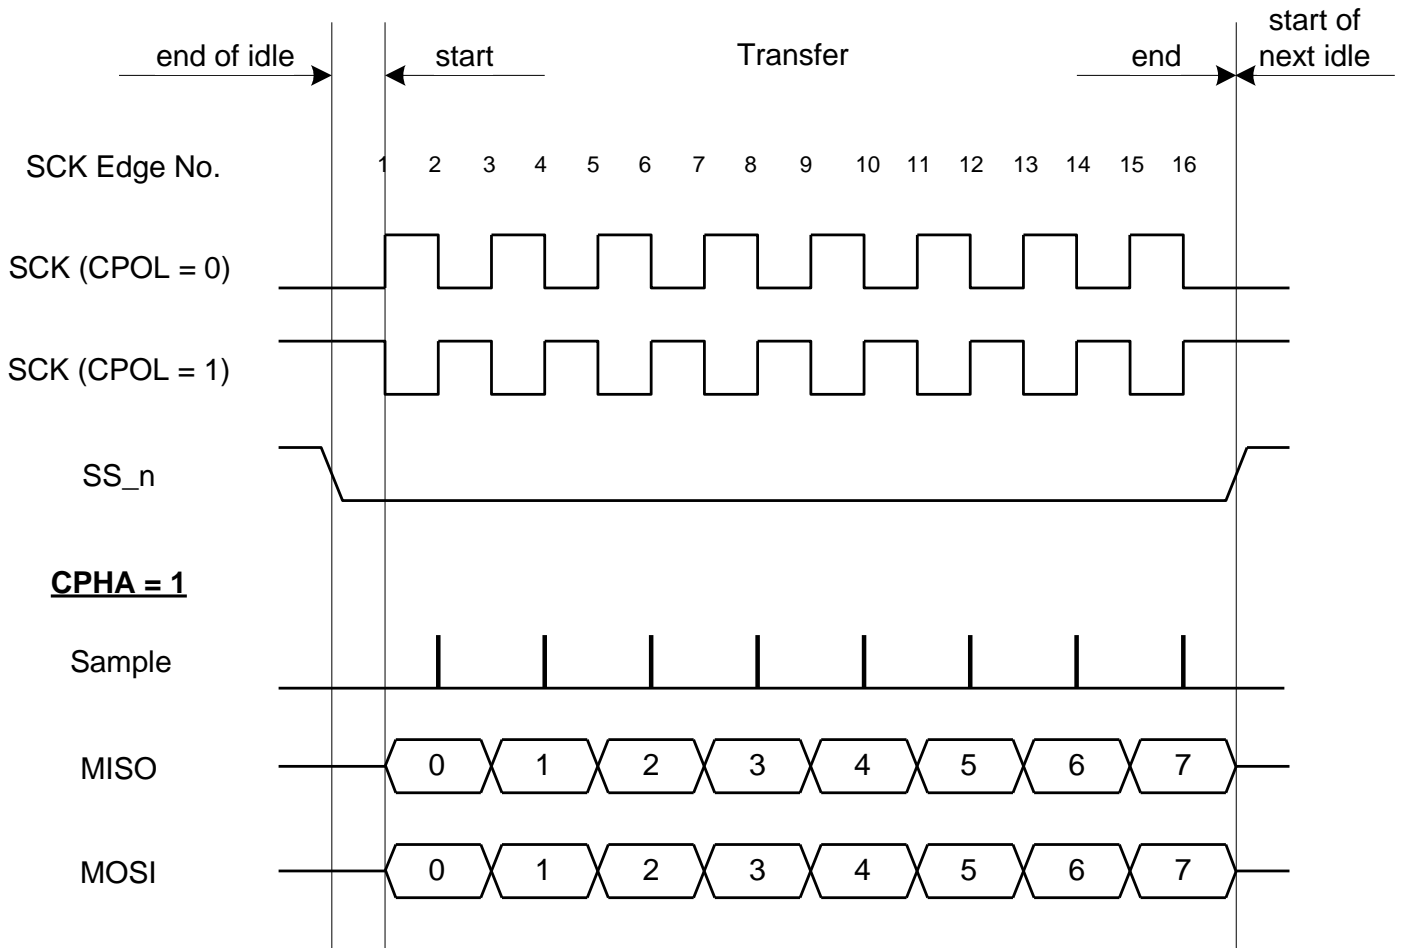 start of
end of idle start Transfer end next idle
SCK Edge No. 1 2 3 4 5 6 7 8 9 10 11 12 13 14 15 16
SCK (CPOL = 0)
SCK (CPOL = 1)
SS_n
CPHA = 1
Sample
MISO 0 1 2 3 4 5 6 7
MOSI 0 1 2 3 4 5 6 7